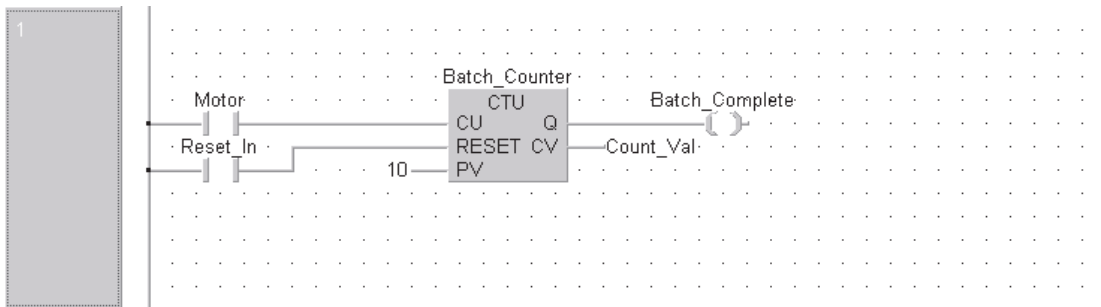 1
Batch_Counter
Motor CTU Batch_Complete
CU Q
Reset_In RESET CV Count_Val
10 PV